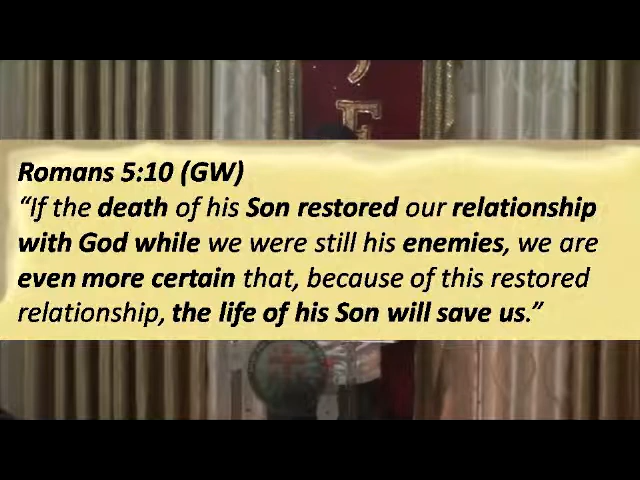 Romans 5:10 (GW)
“If the death of his Son restored our relationship
with God while we were still his enemies, we are
even more certain that, because of this restored
relationship, the life of his Son will save us.”